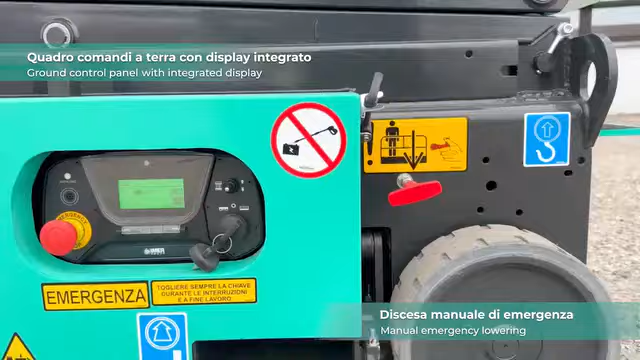 Quadro comandi a terra con display integrato
Ground control panel with integrated display
EMERGENZA
TOGLIERE SEMPRE LA CHIAVE
DURANTE LE INTERRUZIONI
E A FINE LAVORO
Discesa manuale di emergenza
Manual emergency lowering